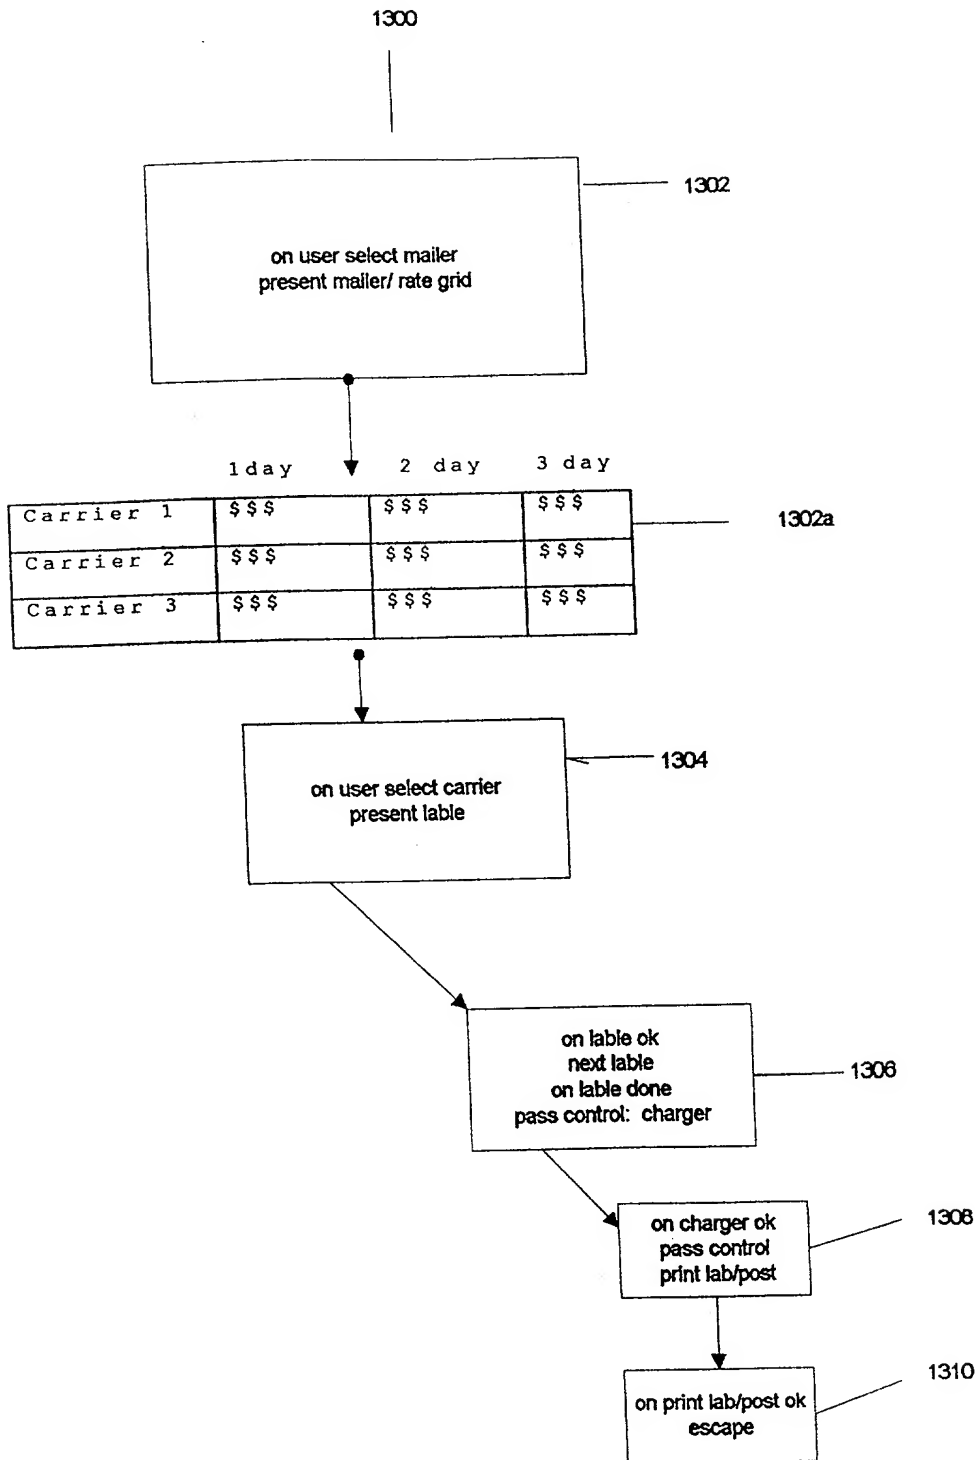 1300
1302
on user select mailer
present mailer/ rate grid
1 day 2 day 3 day
Carrier 1 $$$ $$$ $$$
1302a
Carrier 2 $$$ $$$ $$$
Carrier 3 $$$ $$$ $$$
1304
on user select carrier
present lable
on lable ok
next lable
on lable done
pass control: charger
1306
on charger ok
pass control
print lab/post
1308
1310
on print lab/post ok
escape